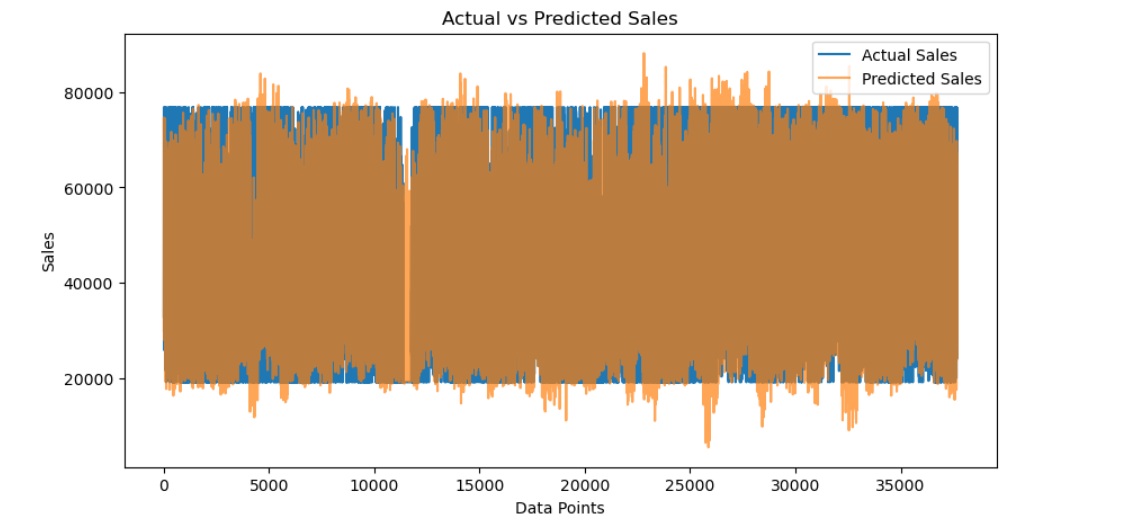 Actual vs Predicted Sales
Actual Sales
Predicted Sales
80000
60000
40000
20000
Sales
0
5000
10000
15000
20000
25000
30000
35000
Data Points